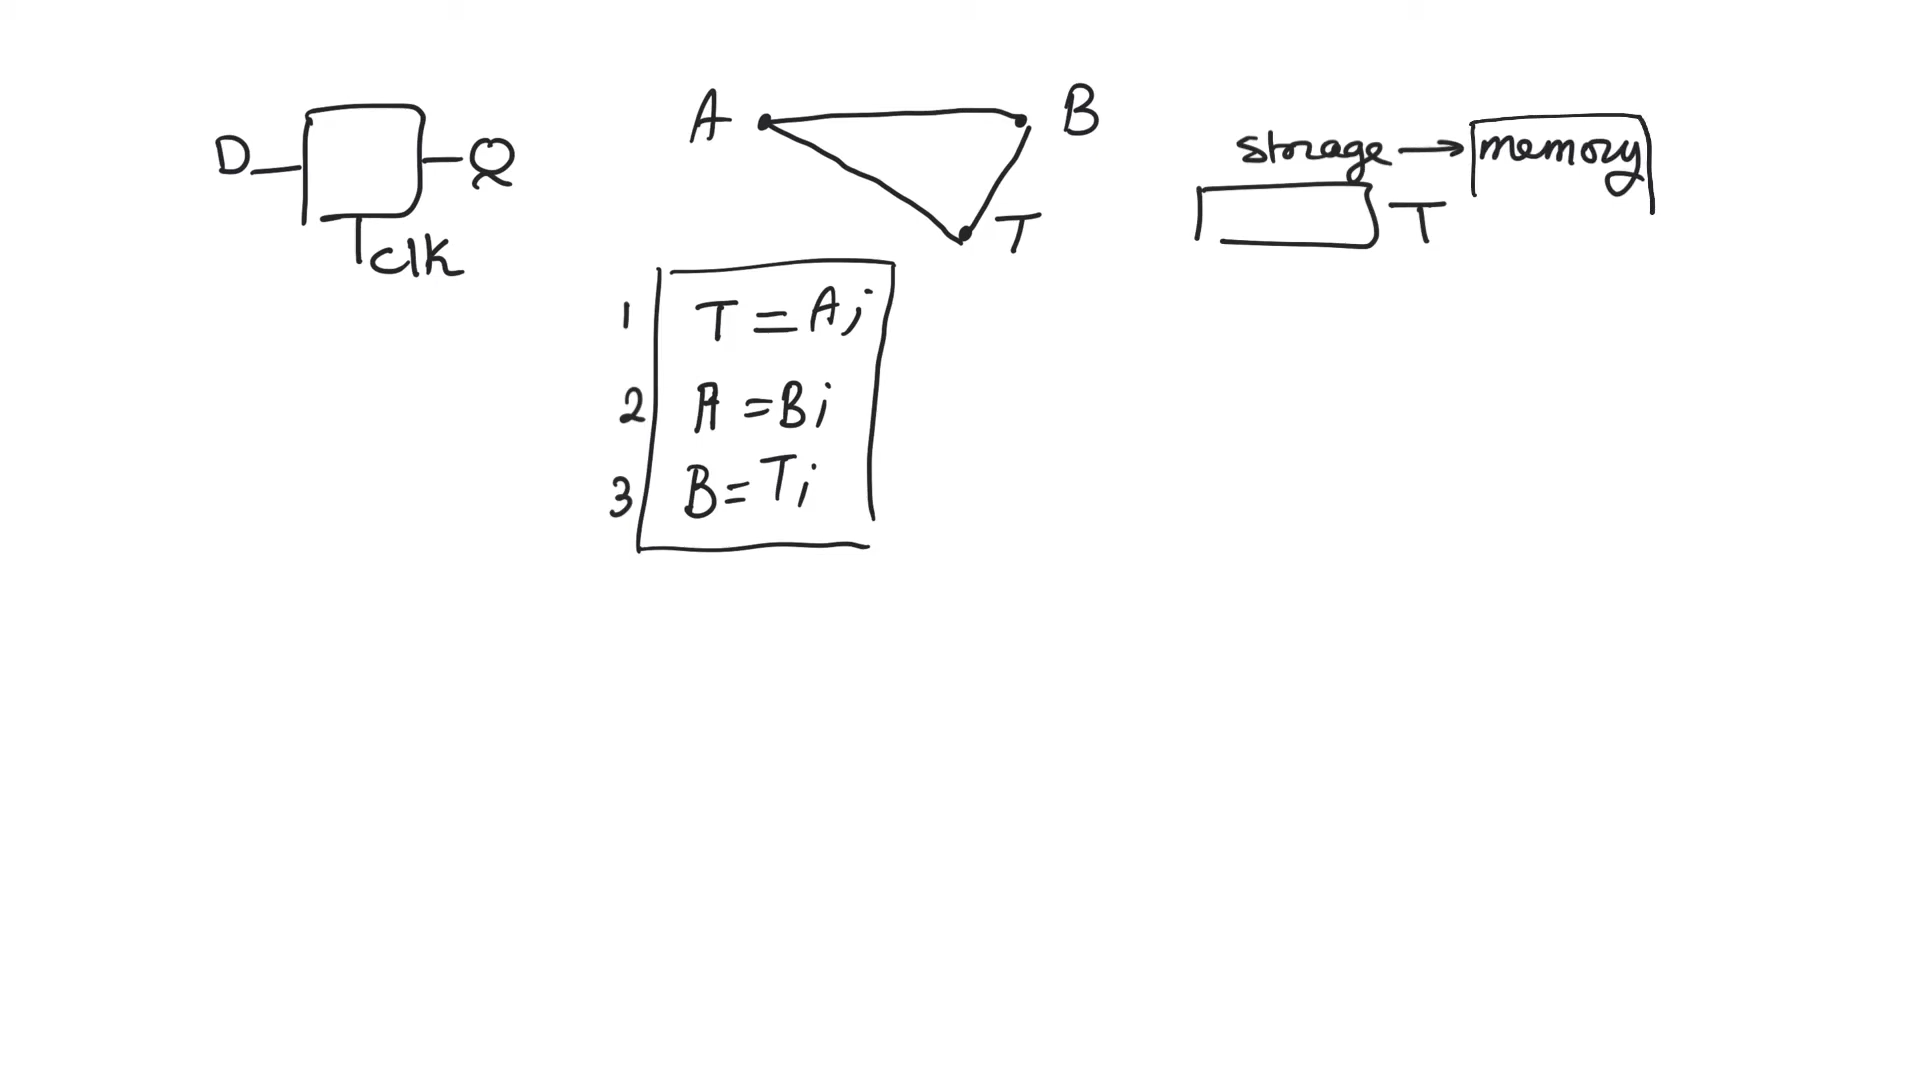 D Q
clk
A B
T
storage → memory
T
1 T = A;
2 A = B;
3 B = T;